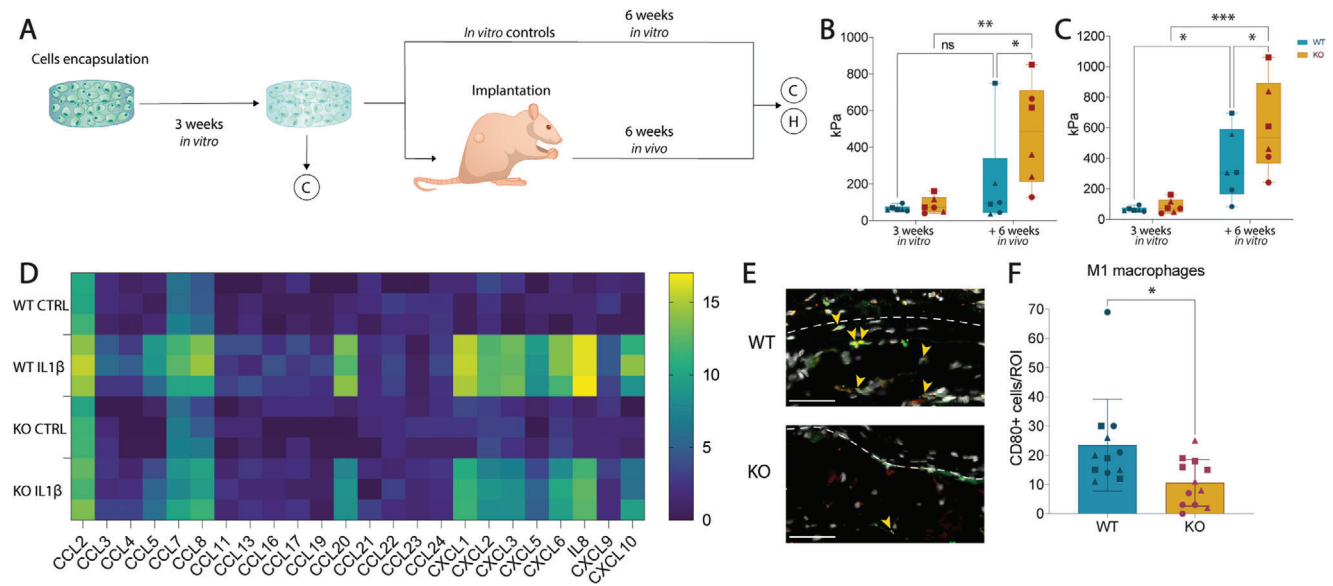 A
Cells encapsulation
3 weeks
in vitro
C
In vitro controls
6 weeks
in vitro
Implantation
6 weeks
in vivo
C
H
B
kPa
1000
800
600
400
200
0
ns
**
*
3 weeks
in vitro
+ 6 weeks
in vivo
C
kPa
1200
1000
800
600
400
200
0
*
***
*
3 weeks
in vitro
+ 6 weeks
in vitro
WT
KO
D
WT CTRL
WT IL1β
KO CTRL
KO IL1β
CCL2
CCL3
CCL4
CCL5
CCL7
CCL8
CCL11
CCL13
CCL16
CCL17
CCL19
CCL20
CCL21
CCL22
CCL23
CCL24
CXCL1
CXCL2
CXCL3
CXCL5
CXCL6
IL8
CXCL9
CXCL10
15
10
5
0
E
WT
KO
F
M1 macrophages
CD80+ cells/ROI
70
60
50
40
30
20
10
0
*
WT
KO